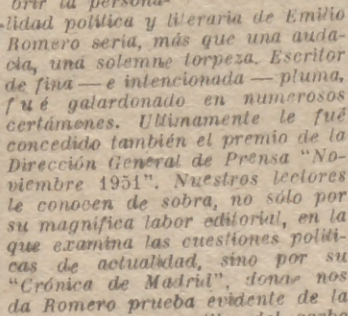 brir la persona-
lidad política y literaria de Emilio
Romero sería, más que una auda-
cia, una solemne torpeza. Escritor
de fina — e intencionada — pluma,
fué galardonado en numerosos
certámenes. Ultimamente le fué
concedido también el premio de la
Dirección General de Prensa "No-
viembre 1951". Nuestros lectores
le conocen de sobra, no sólo por
su magnífica labor editorial, en la
que examina las cuestiones políti-
cas de actualidad, sino por su
"Crónica de Madrid", donde nos
da Romero prueba evidente de la